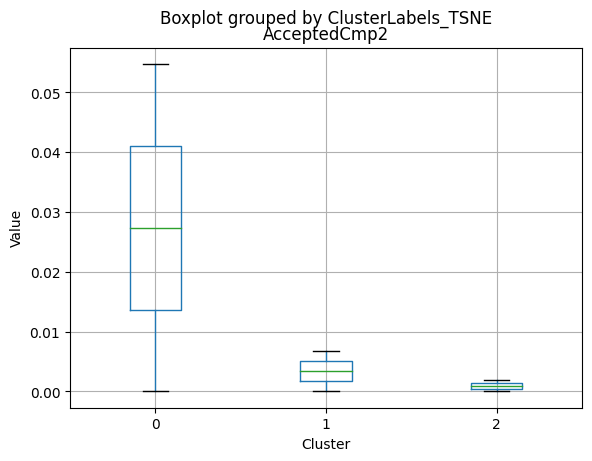 Boxplot grouped by ClusterLabels_TSNE
AcceptedCmp2
0.05
0.04
0.03
0.02
0.01
0.00
Value
0 1 2
Cluster